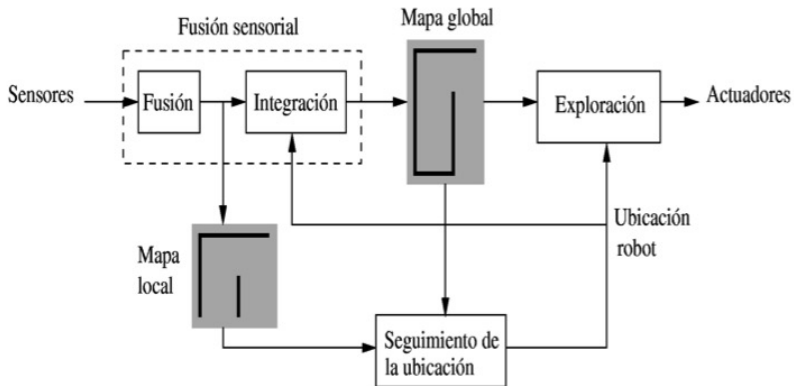 Fusión sensorial
Mapa global
Sensores
Fusión
Integración
Exploración
Actuadores
Mapa
local
Ubicación
robot
Seguimiento de
la ubicación